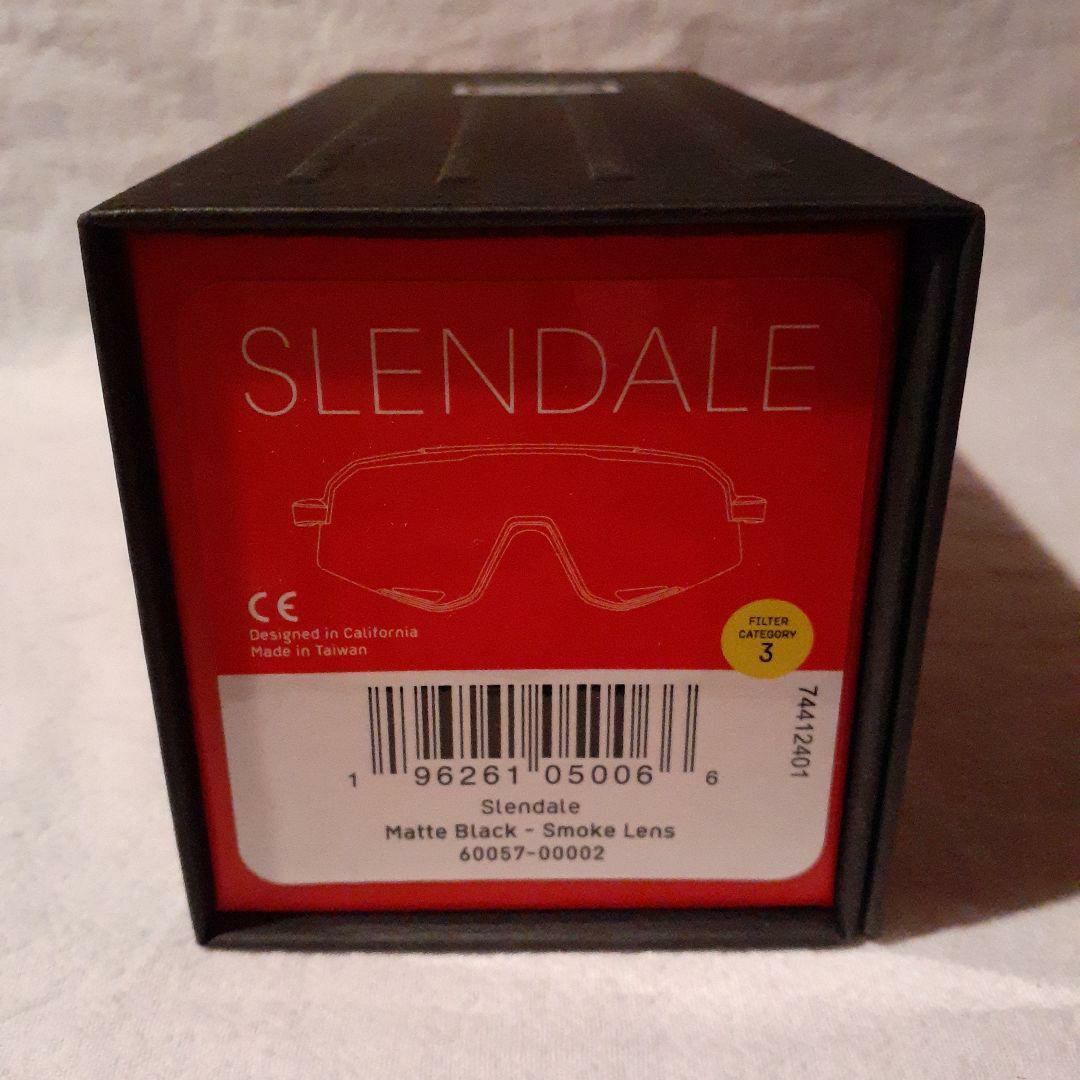 SLENDALE
CE
Designed in California
Made in Taiwan
FILTER
CATEGORY
3
74412401
1 96261 05006 6
Slendale
Matte Black - Smoke Lens
60057-00002